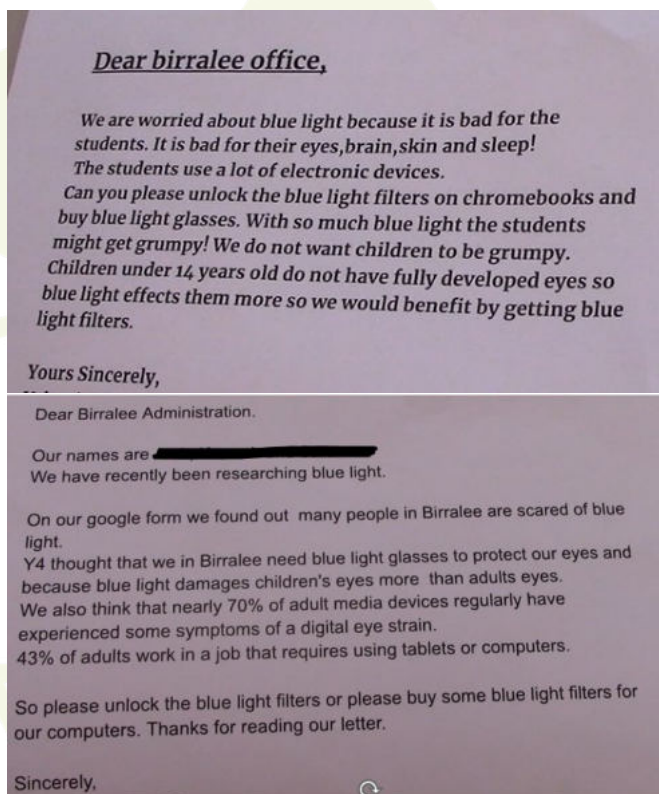 Dear birralee office,
We are worried about blue light because it is bad for the
students. It is bad for their eyes,brain,skin and sleep!
The students use a lot of electronic devices.
Can you please unlock the blue light filters on chromebooks and
buy blue light glasses. With so much blue light the students
might get grumpy! We do not want children to be grumpy.
Children under 14 years old do not have fully developed eyes so
blue light effects them more so we would benefit by getting blue
light filters.
Yours Sincerely,
Dear Birralee Administration.
Our names are
We have recently been researching blue light.
On our google form we found out many people in Birralee are scared of blue
light.
Y4 thought that we in Birralee need blue light glasses to protect our eyes and
because blue light damages children's eyes more than adults eyes.
We also think that nearly 70% of adult media devices regularly have
experienced some symptoms of a digital eye strain.
43% of adults work in a job that requires using tablets or computers.
So please unlock the blue light filters or please buy some blue light filters for
our computers. Thanks for reading our letter.
Sincerely,